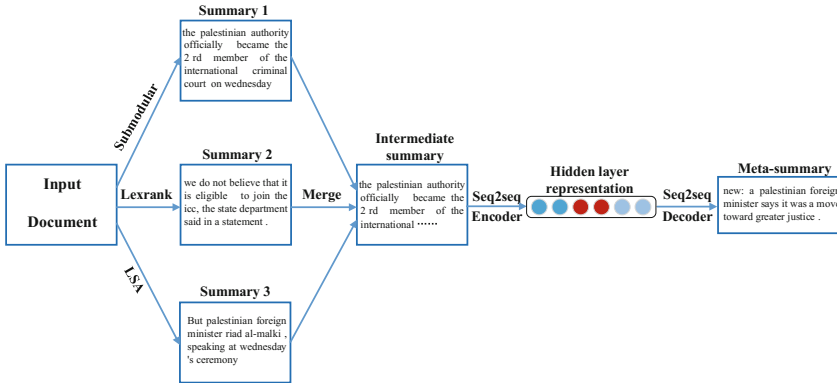 Summary 1
the palestinian authority
officially became the
2 rd member of the
international criminal
court on wednesday
Submodular
Input
Document
Lexrank
Summary 2
we do not believe that it
is eligible to join the
icc, the state department
said in a statement .
Merge
LSA
Summary 3
But palestinian foreign
minister riad al-malki ,
speaking at wednesday
's ceremony
Intermediate
summary
the palestinian authority
officially became the
2 rd member of the
international ······
Seq2seq
Encoder
Hidden layer
representation
Seq2seq
Decoder
Meta-summary
new: a palestinian foreign
minister says it was a move
toward greater justice .